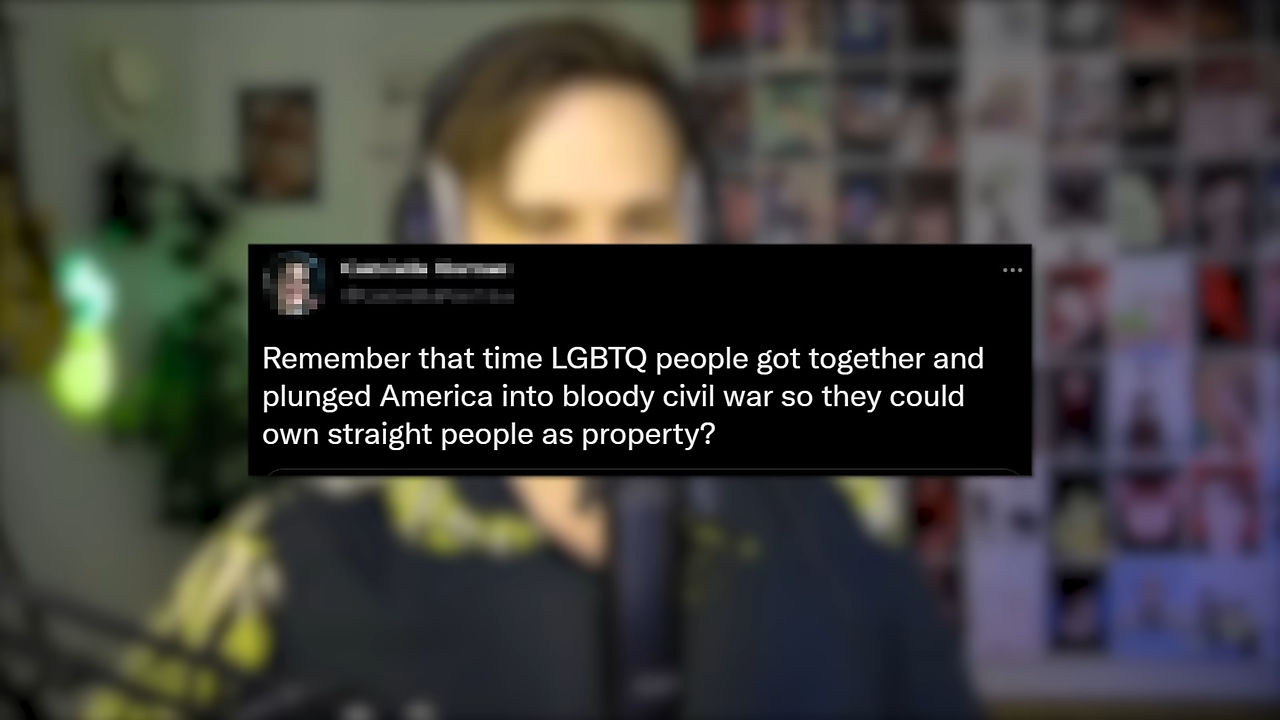 Remember that time LGBTQ people got together and
plunged America into bloody civil war so they could
own straight people as property?